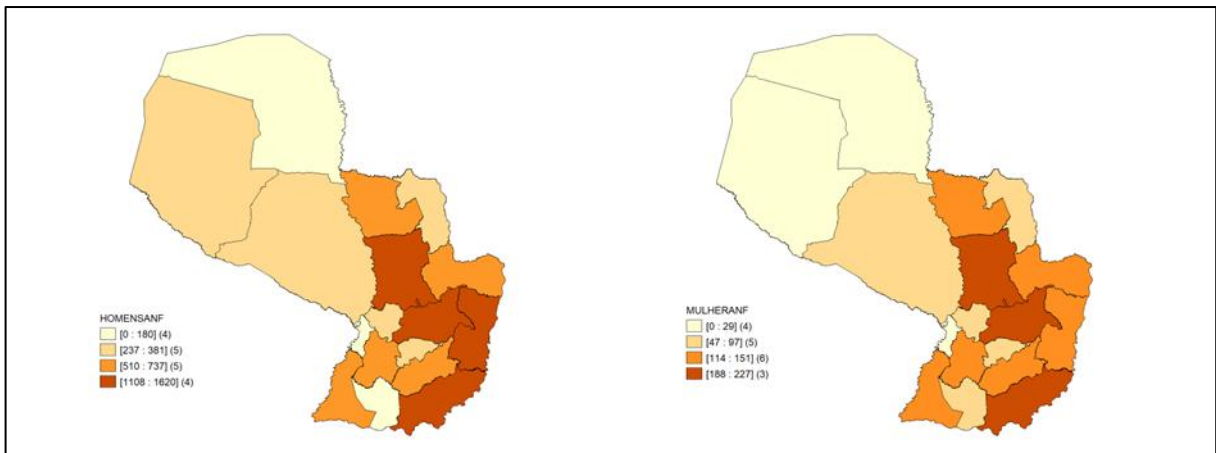 HOMENSANF
[0 : 180] (4)
[237 : 381] (5)
[510 : 737] (5)
[1108 : 1620] (4)
MULHERANF
[0 : 29] (4)
[47 : 97] (5)
[114 : 151] (6)
[188 : 227] (3)